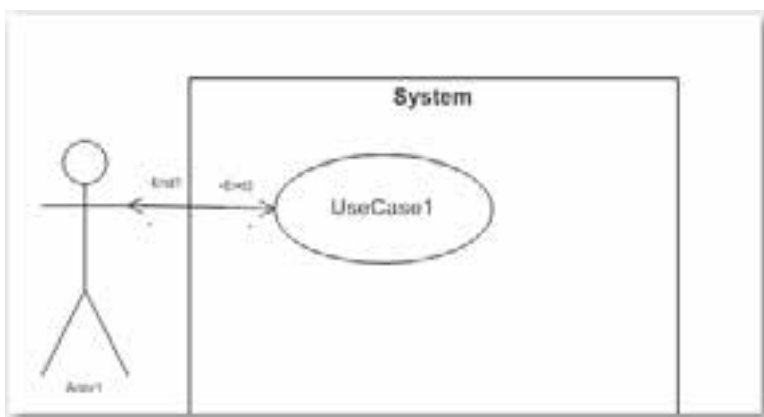 System
-End1
-End2
*
*
UseCase1
Actor1